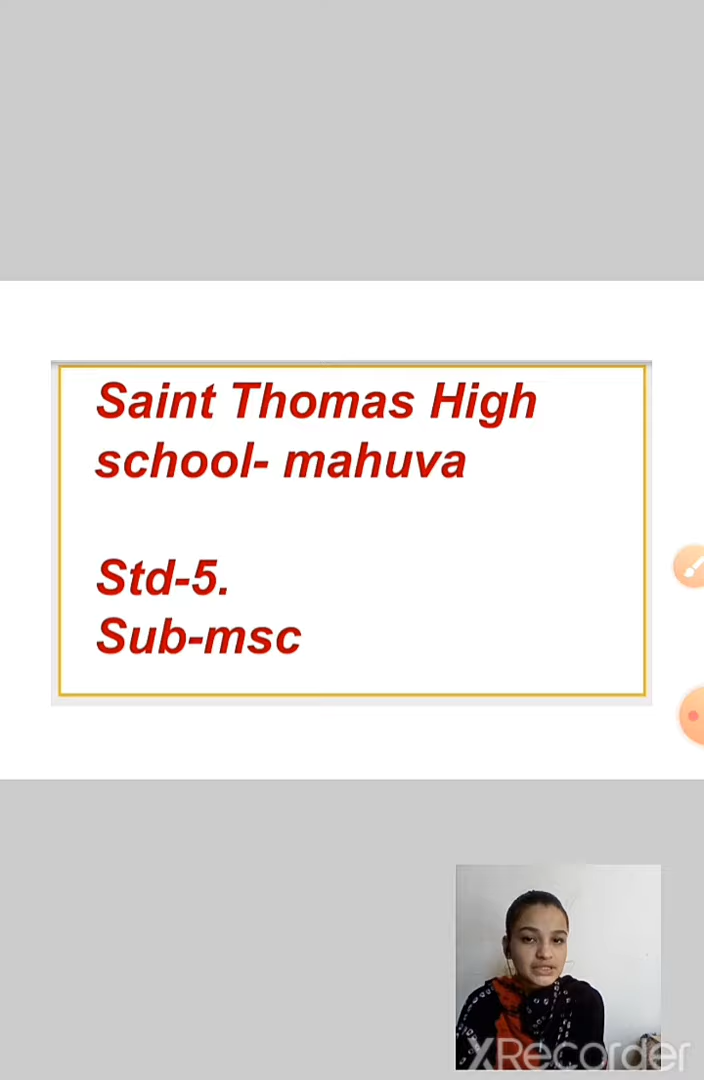 Saint Thomas High
school- mahuva
Std-5.
Sub-msc
XRecorder